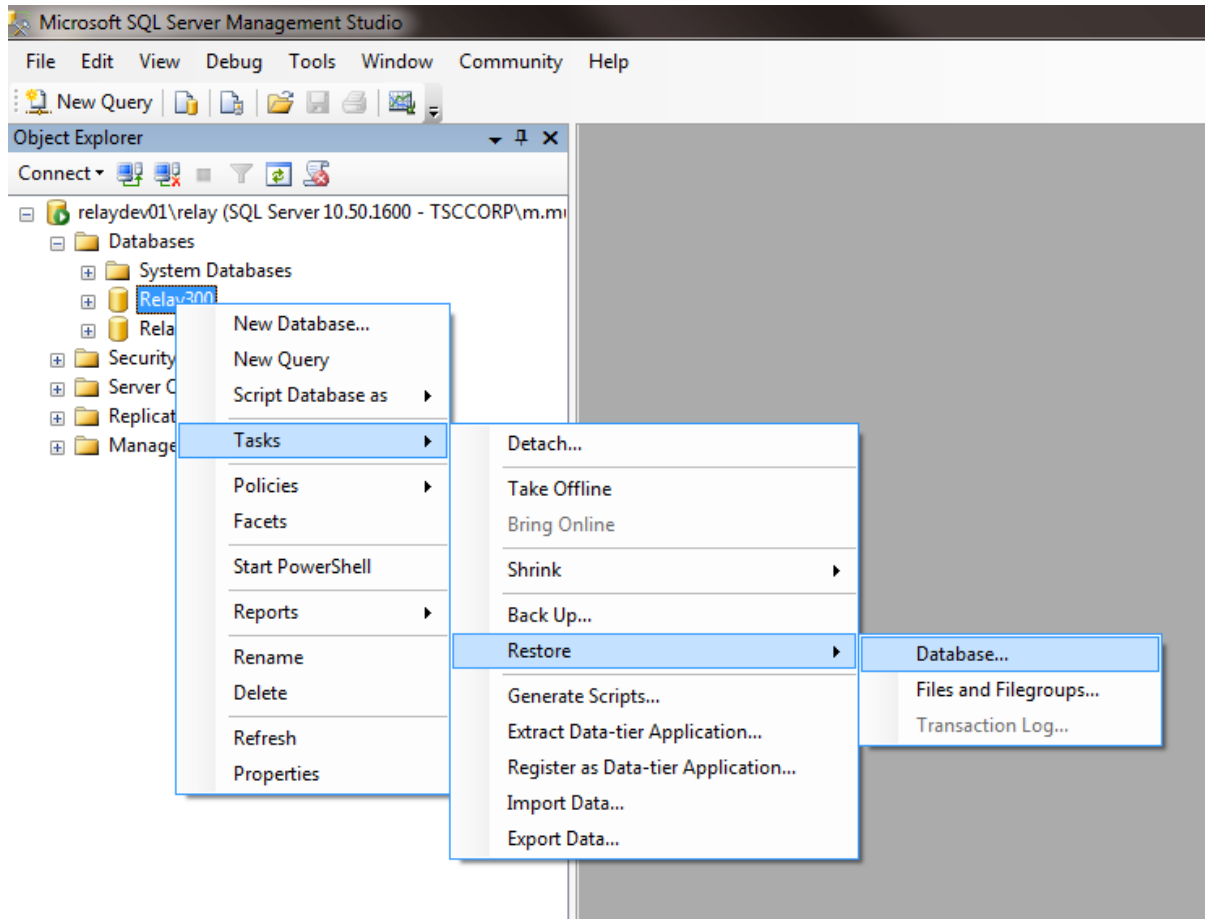 Microsoft SQL Server Management Studio
File Edit View Debug Tools Window Community Help
New Query
Object Explorer
Connect
relaydev01\relay (SQL Server 10.50.1600 - TSCCORP\m.m
Databases
System Databases
Relay300
Rela
Security
Server
Replicat
Manage
New Database...
New Query
Script Database as
Tasks
Policies
Facets
Start PowerShell
Reports
Rename
Delete
Refresh
Properties
Detach...
Take Offline
Bring Online
Shrink
Back Up...
Restore
Generate Scripts...
Extract Data-tier Application...
Register as Data-tier Application...
Import Data...
Export Data...
Database...
Files and Filegroups...
Transaction Log...